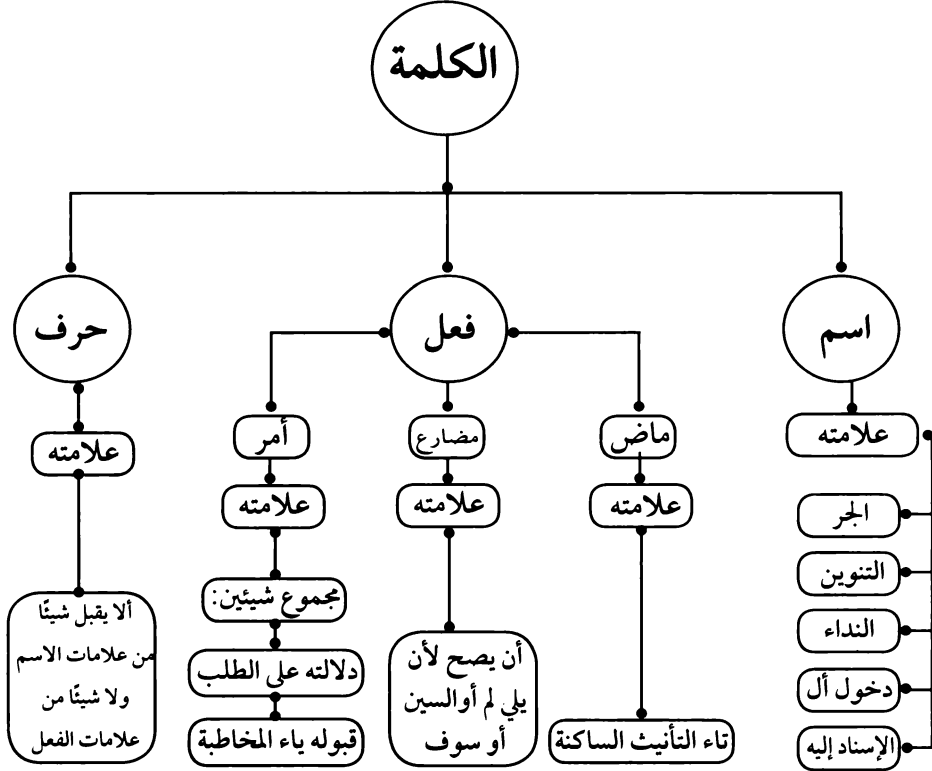 الكلمة
اسم
علامته
الجر
التنوين
النداء
دخول أل
الإسناد إليه
فعل
ماض
علامته
تاء التأنيث الساكنة
مضارع
علامته
أن يصح لأن
يلي لم أوالسين
أو سوف
أمر
علامته
مجموع شيئين:
دلالته على الطلب
قبوله ياء المخاطبة
حرف
علامته
ألا يقبل شيئًا
من علامات الاسم
ولا شيئًا من
علامات الفعل